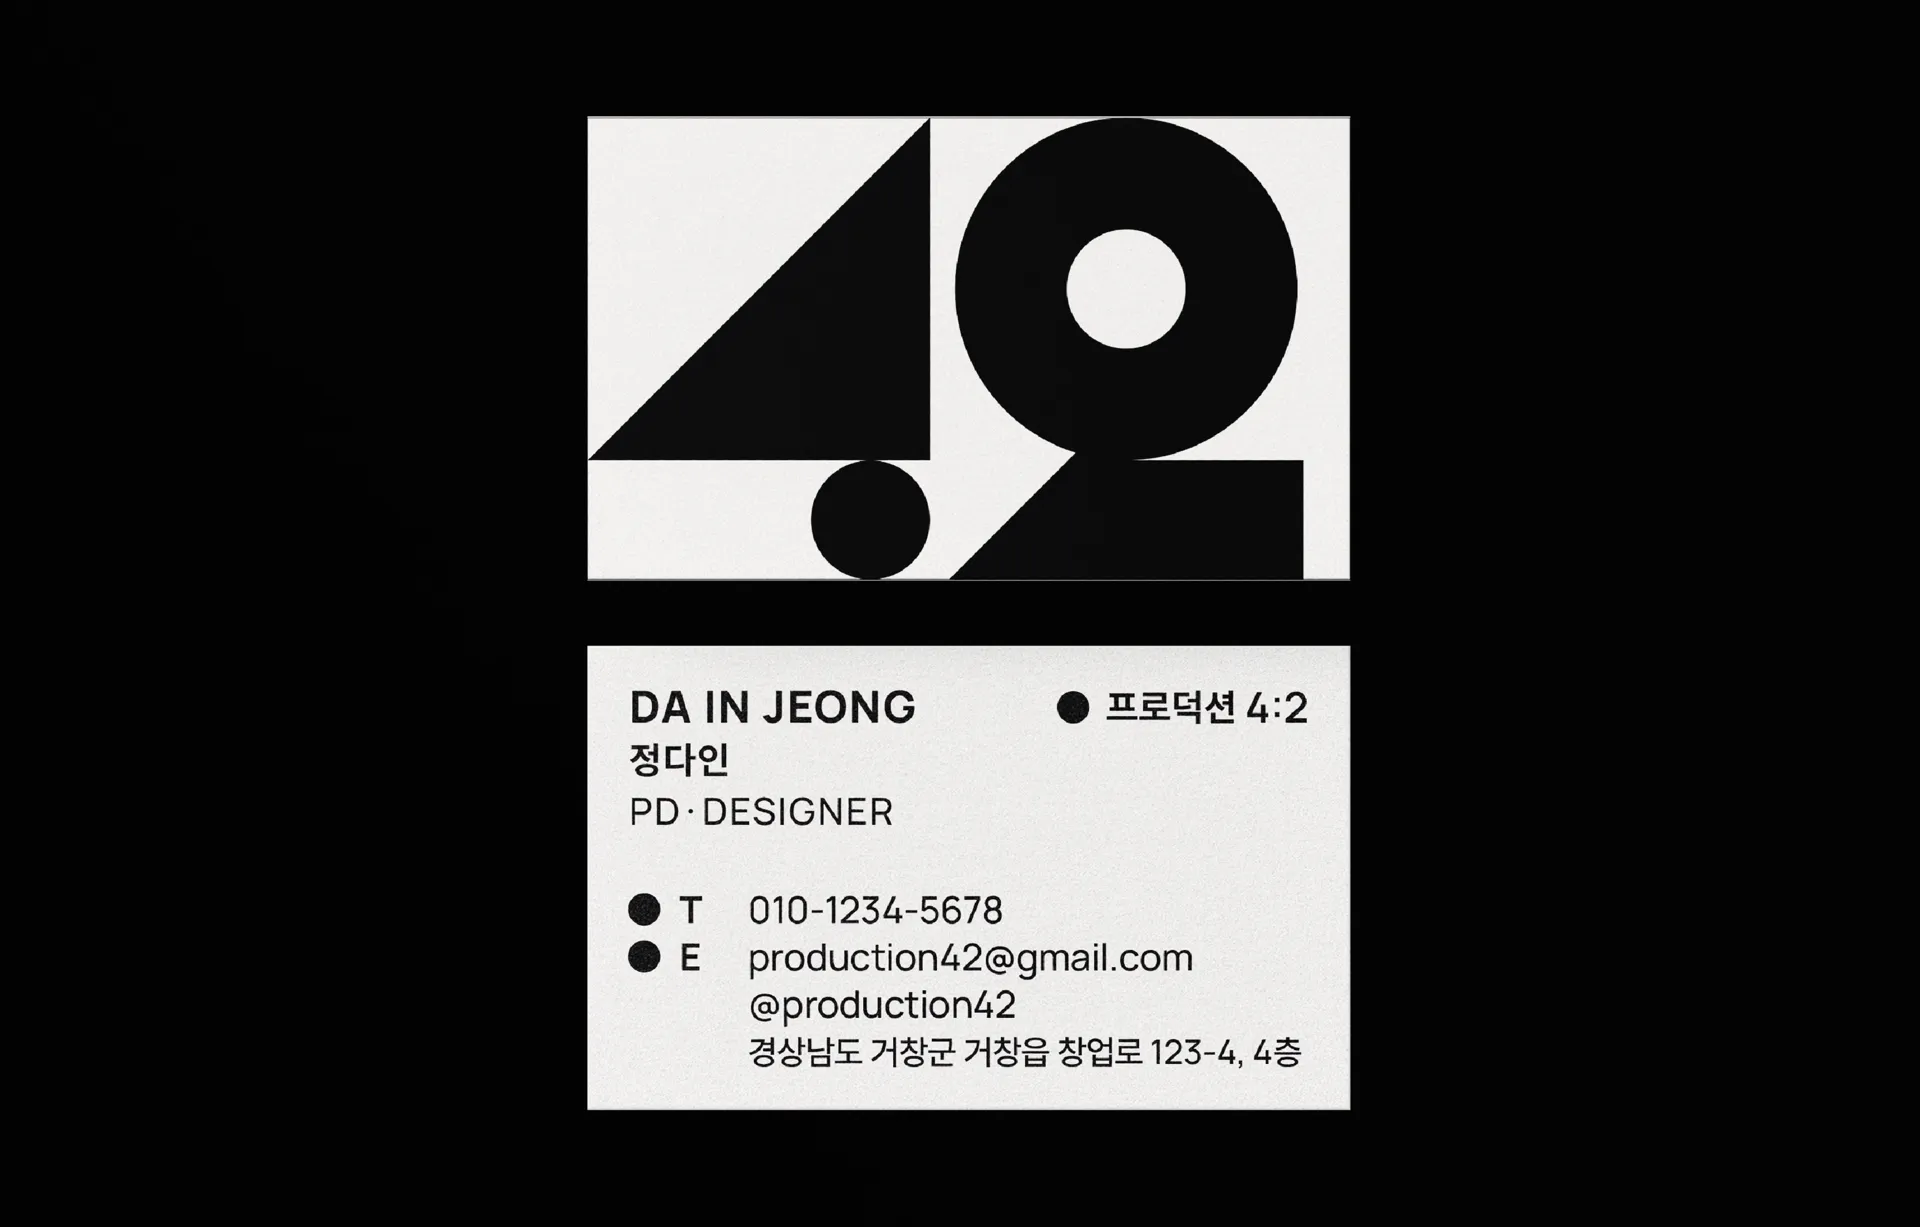 42
DA IN JEONG
프로덕션 4:2
정다인
PD·DESIGNER
T 010-1234-5678
E production42@gmail.com
@production42
경상남도 거창군 거창읍 창업로 123-4, 4층